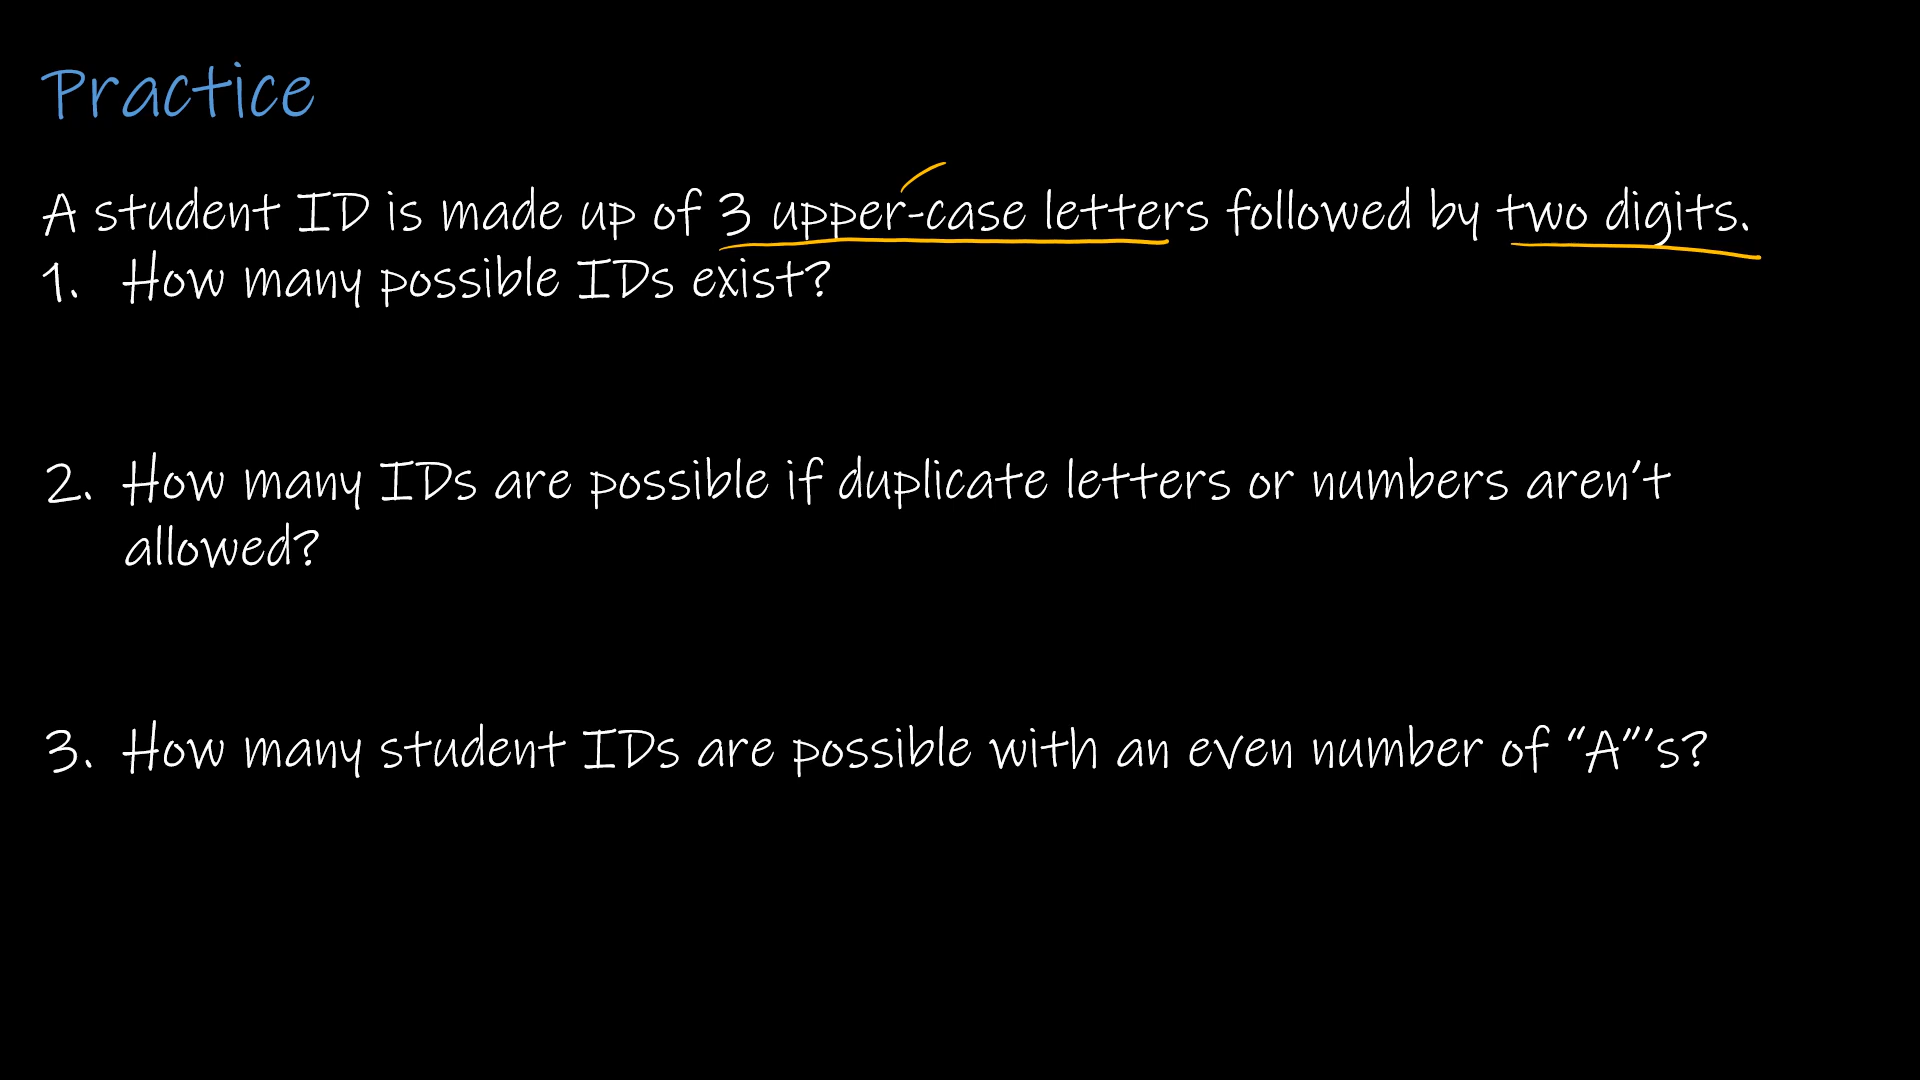 Practice
A student ID is made up of 3 upper-case letters followed by two digits.
1. How many possible IDs exist?
2. How many IDs are possible if duplicate letters or numbers aren’t
allowed?
3. How many student IDs are possible with an even number of “A”’s?